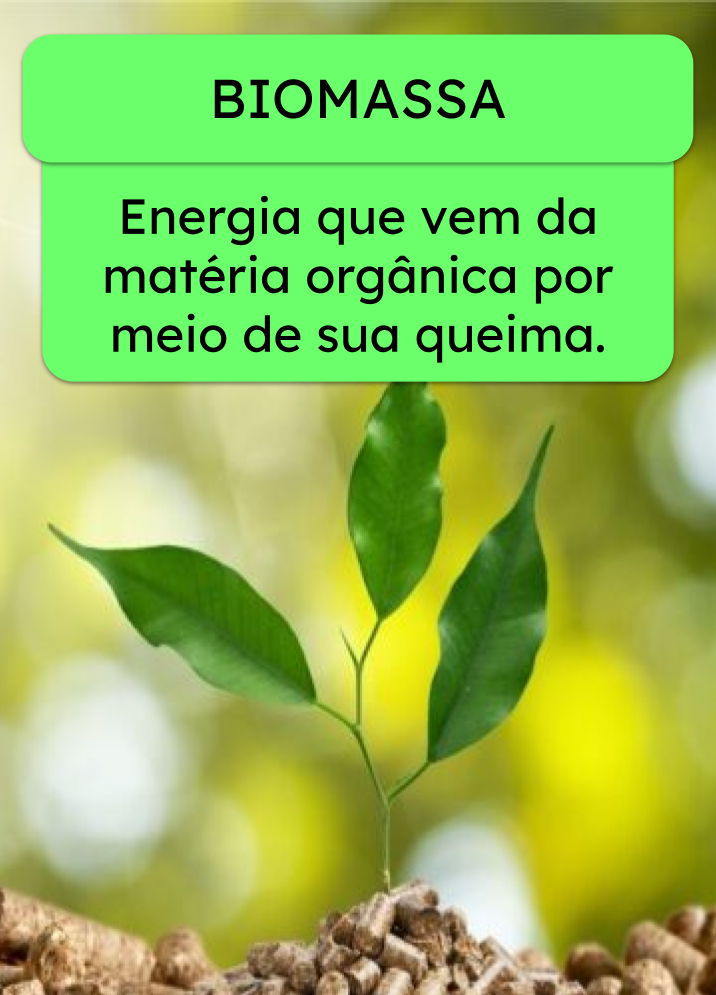 BIOMASSA
Energia que vem da
matéria orgânica por
meio de sua queima.